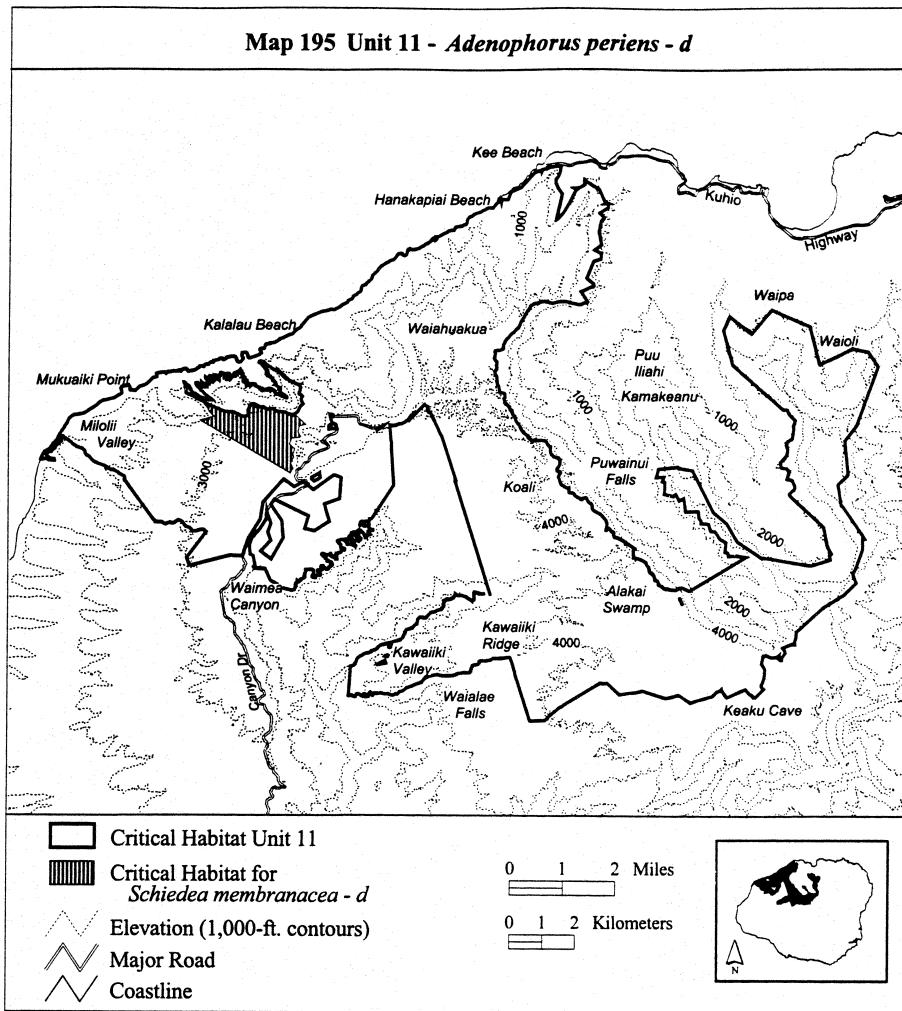 Map 195 Unit 11 - Adenophorus periens - d
Kee Beach
Hanakapiai Beach
Kuhio
Highway
1000
Waipa
Kalalau Beach
Waiahuakua
Waioli
Mukuaiki Point
Puu
Iliahi
Kamakeanu
1000
1000
Milolii
Valley
3000
Puwainui
Falls
Koali
4000
2000
Waimea
Canyon
Alakai
Swamp
2000
4000
Kawaiiki
Ridge
4000
Kawaiiki
Valley
Canyon Dr
Waialae
Falls
Keaku Cave
Critical Habitat Unit 11
Critical Habitat for
Schiedea membranacea - d
Elevation (1,000-ft. contours)
Major Road
Coastline
0 1 2 Miles
0 1 2 Kilometers
N